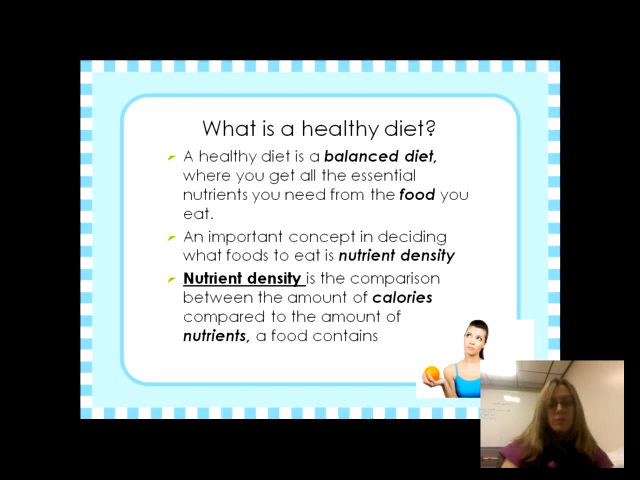 What is a healthy diet?
A healthy diet is a balanced diet,
where you get all the essential
nutrients you need from the food you
eat.
An important concept in deciding
what foods to eat is nutrient density
Nutrient density is the comparison
between the amount of calories
compared to the amount of
nutrients, a food contains